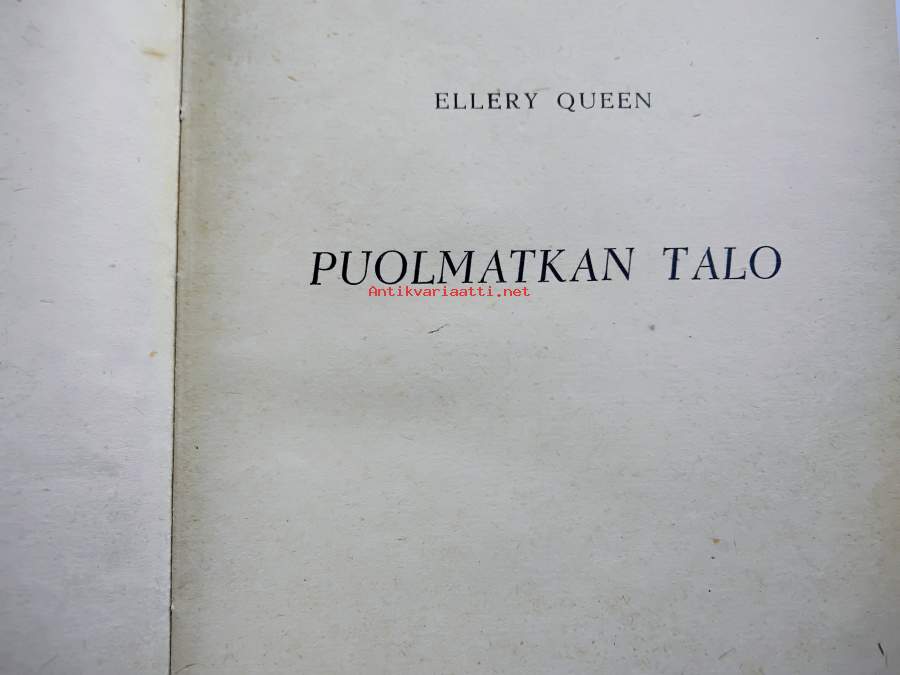 ELLERY QUEEN
PUOLMATKAN TALO
Antikvariaatti.net